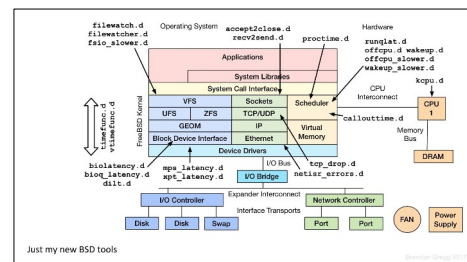 Operating System
Hardware
filewatch.d
filewatcher.d
fsio_slower.d
accept2close.d
recv2send.d
proctime.d
runqlat.d
offcpu.d wakeup.d
offcpu_slower.d
wakeup_slower.d
kcpu.d
Applications
System Libraries
System Call Interface
FreeBSD Kernel
VFS
Sockets
Scheduler
UFS
ZFS
TCP/UDP
GEOM
IP
Virtual
Memory
Block Device Interface
Ethernet
Device Drivers
timefunc.d
*timefunc.d
CPU
Interconnect
CPU
1
callouttime.d
Memory
Bus
DRAM
biolatency.d
bioq_latency.d
dilt.d
mps_latency.d
xpt_latency.d
I/O Bus
tcp_drop.d
netisr_errors.d
I/O Bridge
Expander Interconnect
I/O Controller
Network Controller
Interface Transports
Disk
Disk
Swap
Port
Port
FAN
Power
Supply
Just my new BSD tools
Brendan Gregg 2017